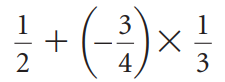 1/2 + (-3/4) × 1/3